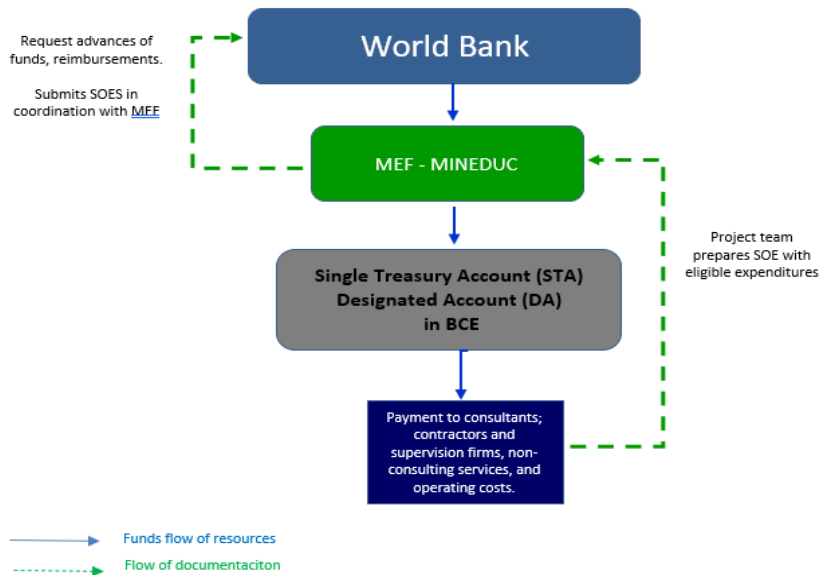 Request advances of
funds, reimbursements.
Submits SOES in
coordination with MEF
World Bank
MEF - MINEDUC
Single Treasury Account (STA)
Designated Account (DA)
in BCE
Project team
prepares SOE with
eligible expenditures
Payment to consultants;
contractors and
supervision firms, non-
consulting services, and
operating costs.
Funds flow of resources
Flow of documentaciton